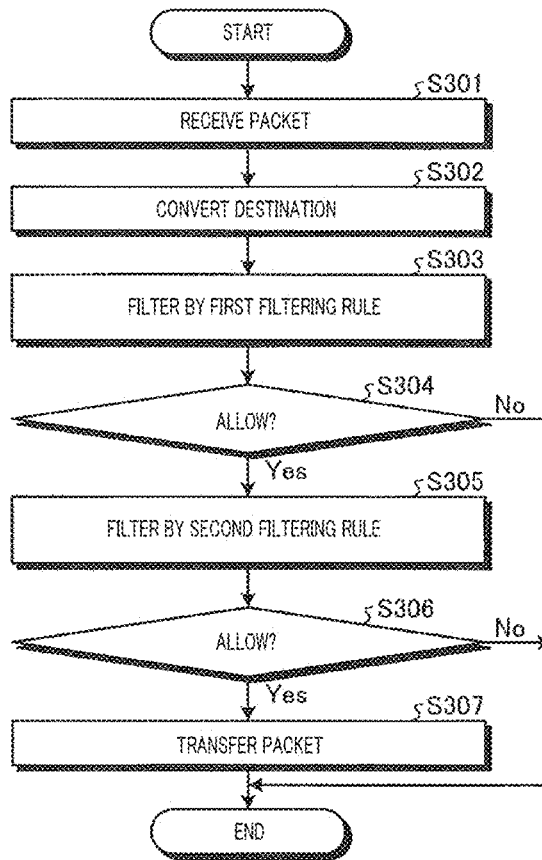 START
S301
RECEIVE PACKET
S302
CONVERT DESTINATION
S303
FILTER BY FIRST FILTERING RULE
S304
ALLOW?
No
Yes
S305
FILTER BY SECOND FILTERING RULE
S306
ALLOW?
No
Yes
S307
TRANSFER PACKET
END